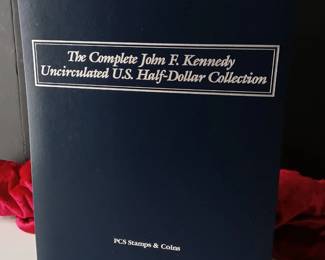 The Complete John F. Kennedy
Uncirculated U.S. Half-Dollar Collection
PCS Stamps & Coins